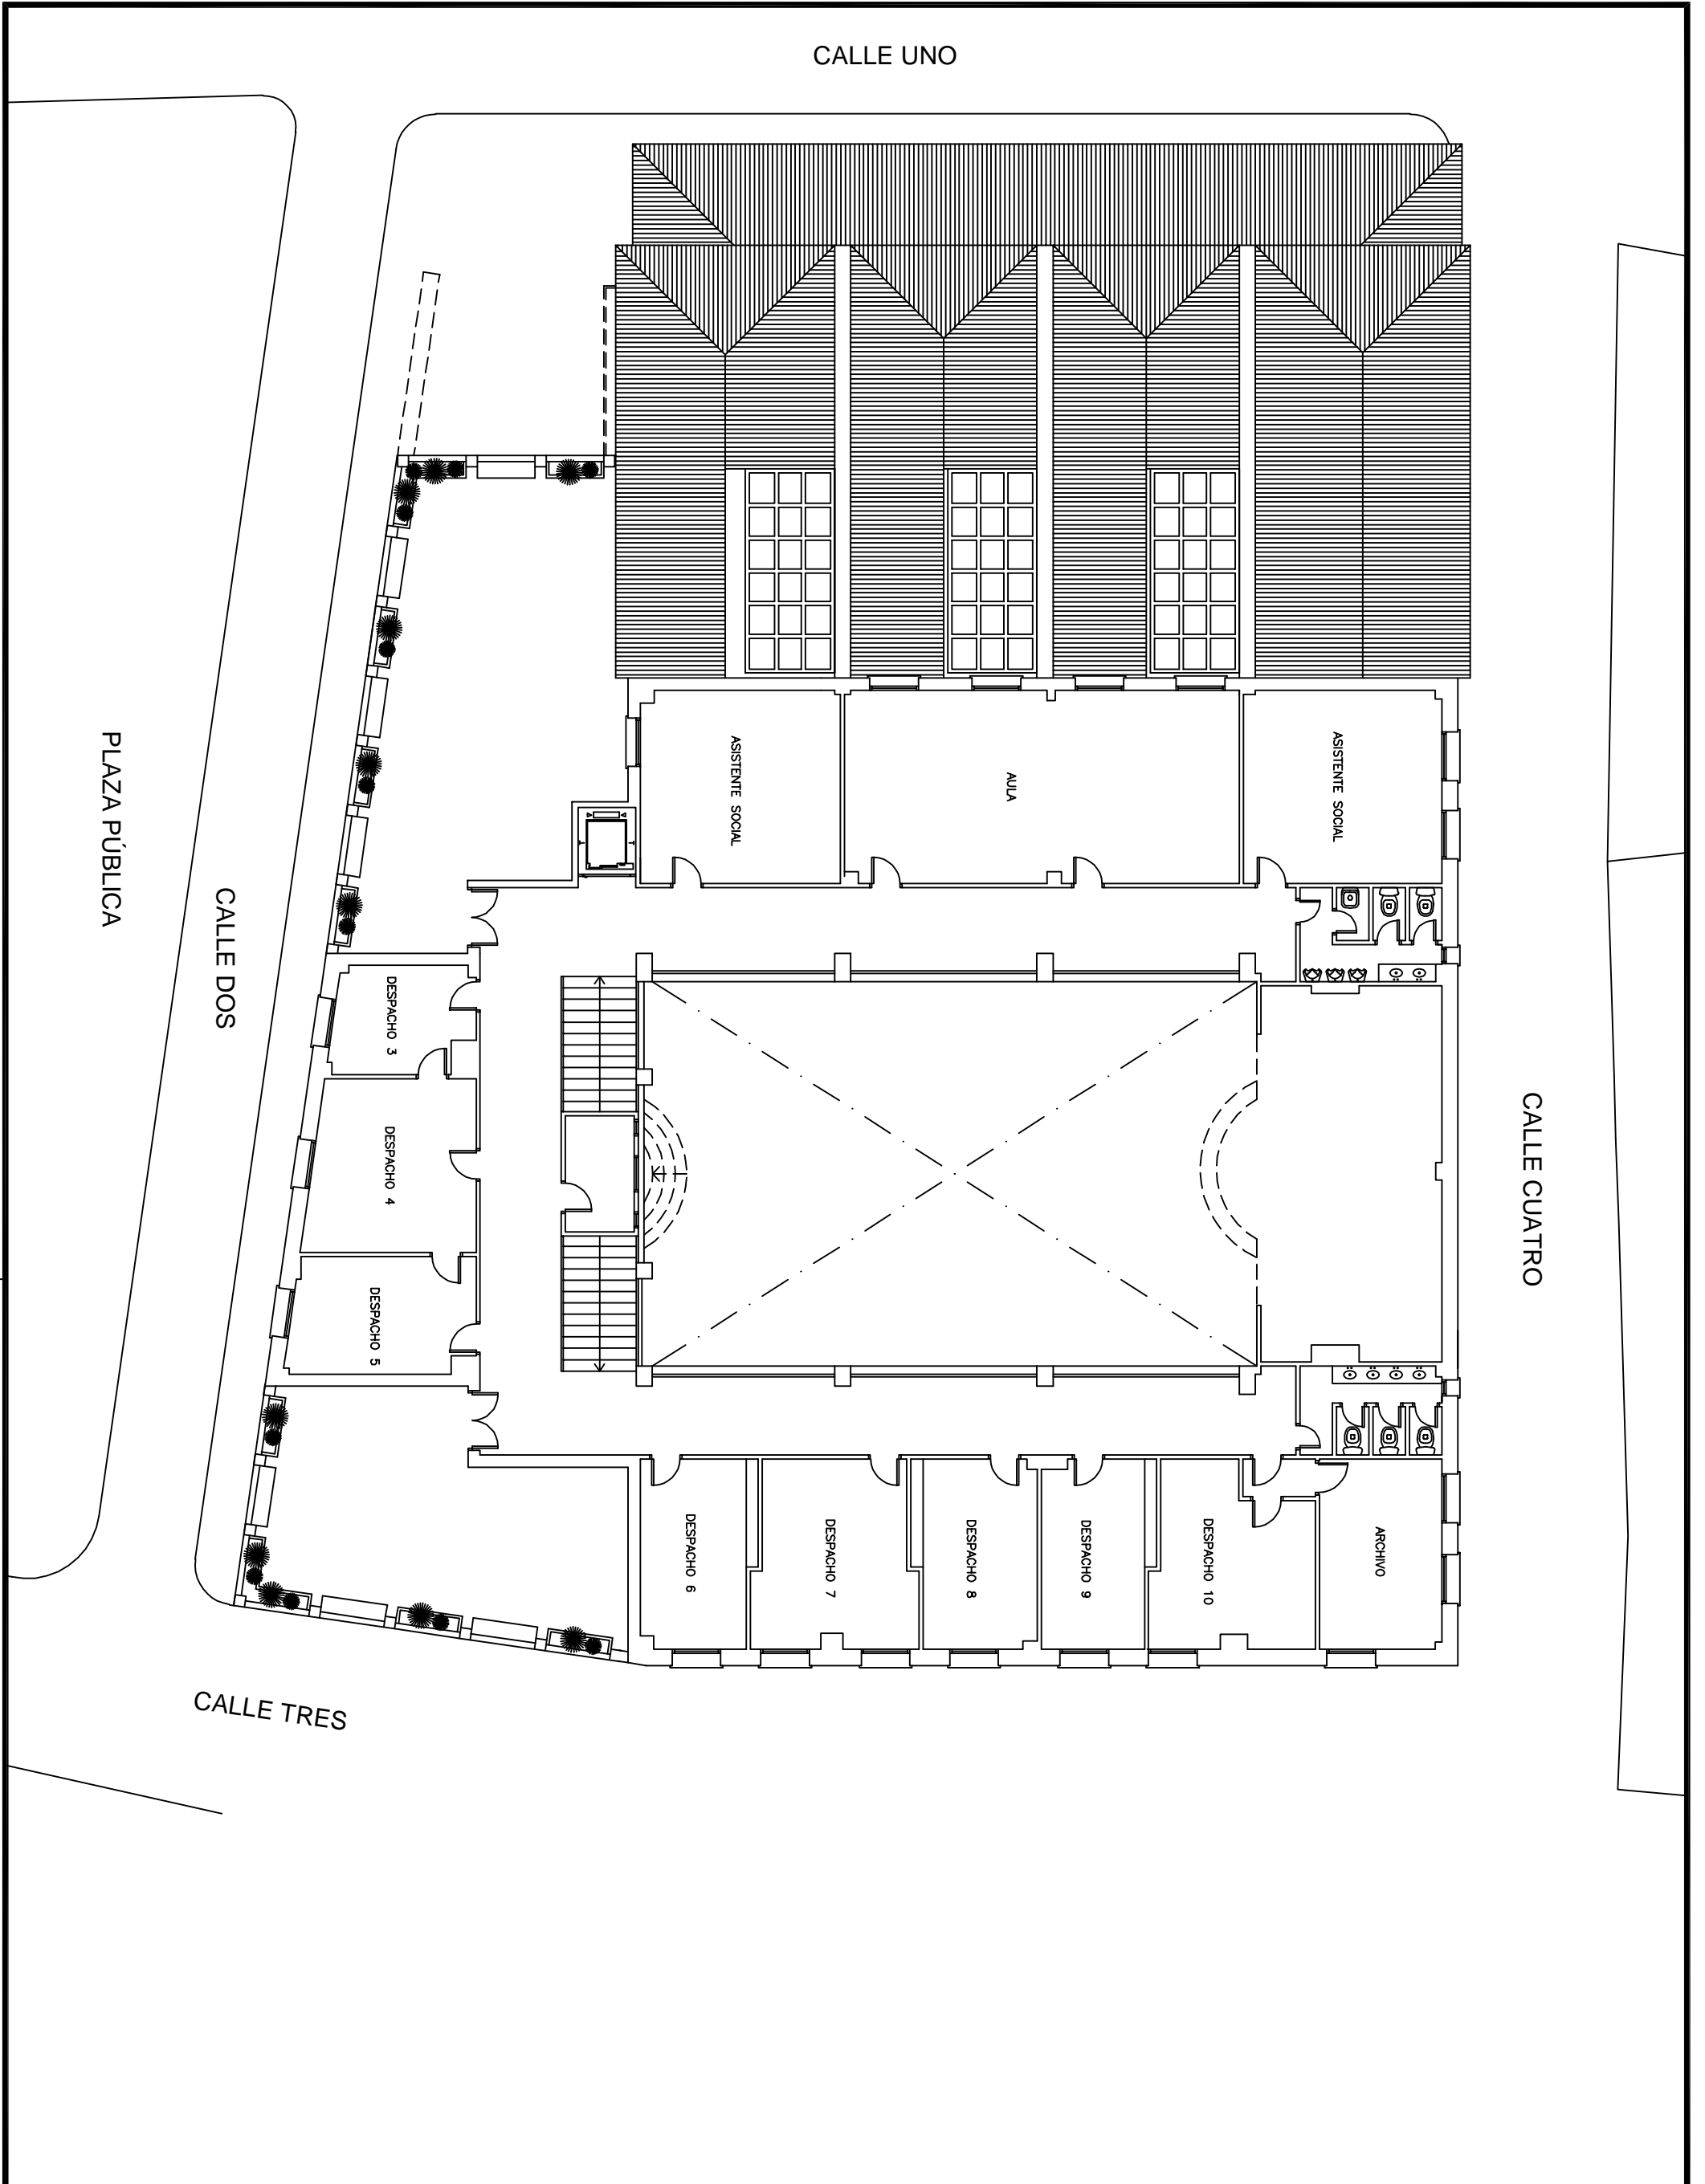 CALLE UNO
PLAZA PÚBLICA
CALLE DOS
CALLE CUATRO
CALLE TRES
ASISTENTE SOCIAL
AULA
ASISTENTE SOCIAL
DESPACHO 3
DESPACHO 4
DESPACHO 5
DESPACHO 6
DESPACHO 7
DESPACHO 8
DESPACHO 9
DESPACHO 10
ARCHIVO